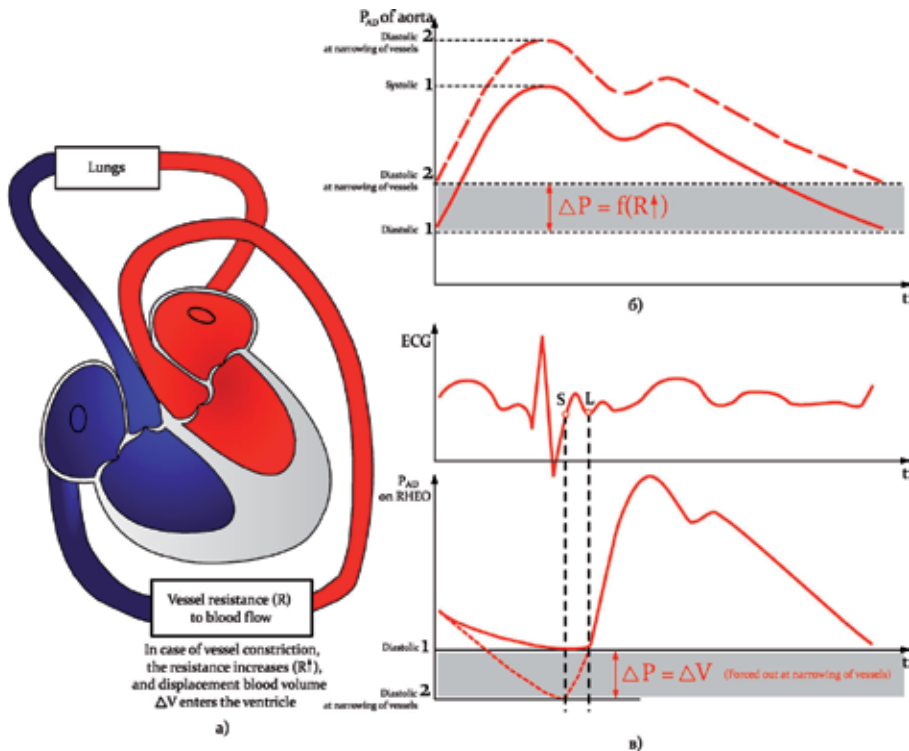 Lungs
Vessel resistance (R)
to blood flow
In case of vessel constriction,
the resistance increases (R↑),
and displacement blood volume
ΔV enters the ventricle
а)
P_AD of aorta
Diastolic 2
at narrowing of vessels
Systolic 1
Diastolic 2
at narrowing of vessels
ΔP = f(R↑)
Diastolic 1
t
б)
ECG
S L
t
P_AD
on RHEO
Diastolic 1
ΔP = ΔV (Forced out at narrowing of vessels)
Diastolic 2
at narrowing of vessels
t
в)